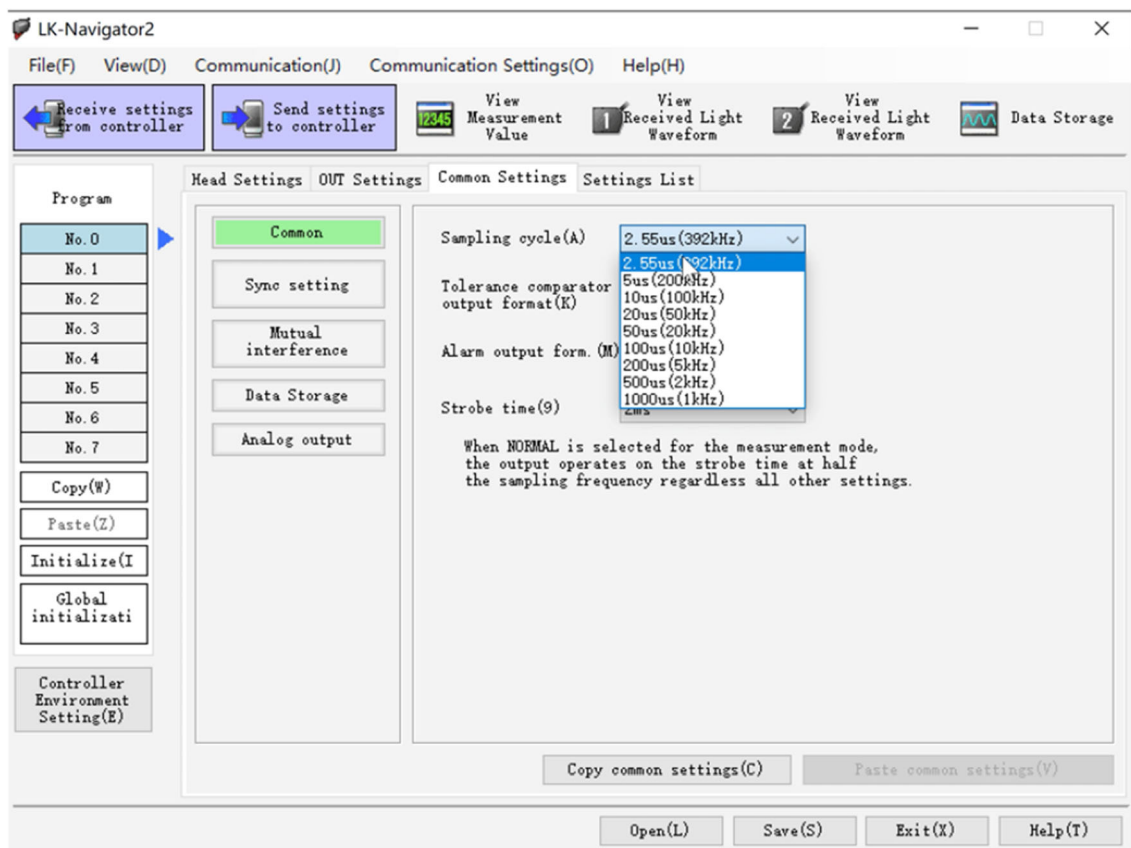 LK-Navigator2
File(F) View(D) Communication(J) Communication Settings(O) Help(H)
Receive settings
from controller
Send settings
to controller
12345
View
Measurement
Value
1
View
Received Light
Waveform
2
View
Received Light
Waveform
Data Storage
Program
No.0
No.1
No.2
No.3
No.4
No.5
No.6
No.7
Copy(W)
Paste(Z)
Initialize(I
Global
initializati
Controller
Environment
Setting(E)
Head Settings OUT Settings Common Settings Settings List
Common
Sync setting
Mutual
interference
Data Storage
Analog output
Sampling cycle(A)
2.55us(392kHz)
2.55us(392kHz)
5us(200kHz)
10us(100kHz)
20us(50kHz)
50us(20kHz)
100us(10kHz)
200us(5kHz)
500us(2kHz)
1000us(1kHz)
Tolerance comparator
output format(K)
Alarm output form.(M)
Strobe time(9)
2ms
When NORMAL is selected for the measurement mode,
the output operates on the strobe time at half
the sampling frequency regardless all other settings.
Copy common settings(C) Paste common settings(V)
Open(L) Save(S) Exit(X) Help(T)